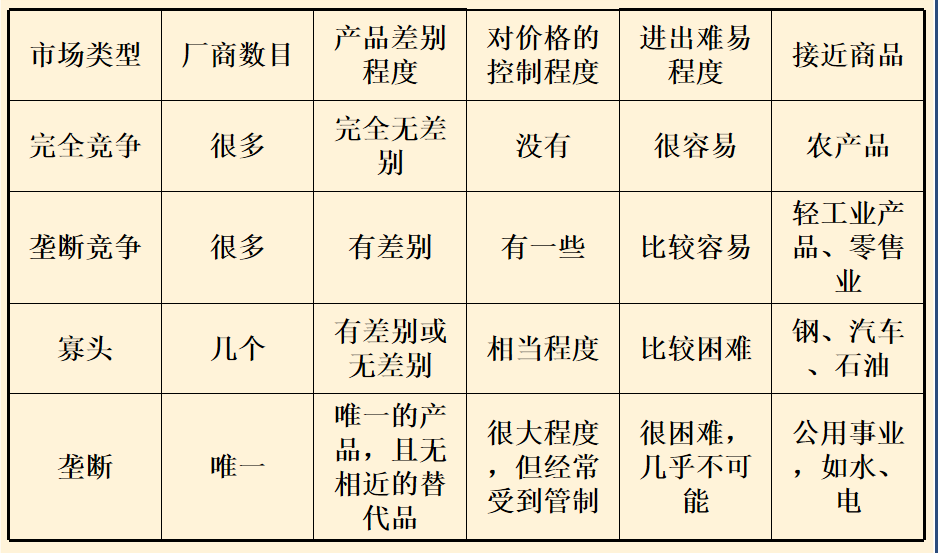 市场类型 厂商数目 产品差别程度 对价格的控制程度 进出难易程度 接近商品
完全竞争 很多 完全无差别 没有 很容易 农产品
垄断竞争 很多 有差别 有一些 比较容易 轻工业产品、零售业
寡头 几个 有差别或无差别 相当程度 比较困难 钢、汽车、石油
垄断 唯一 唯一的产品，且无相近的替代品 很大程度，但经常受到管制 很困难，几乎不可能 公用事业，如水、电